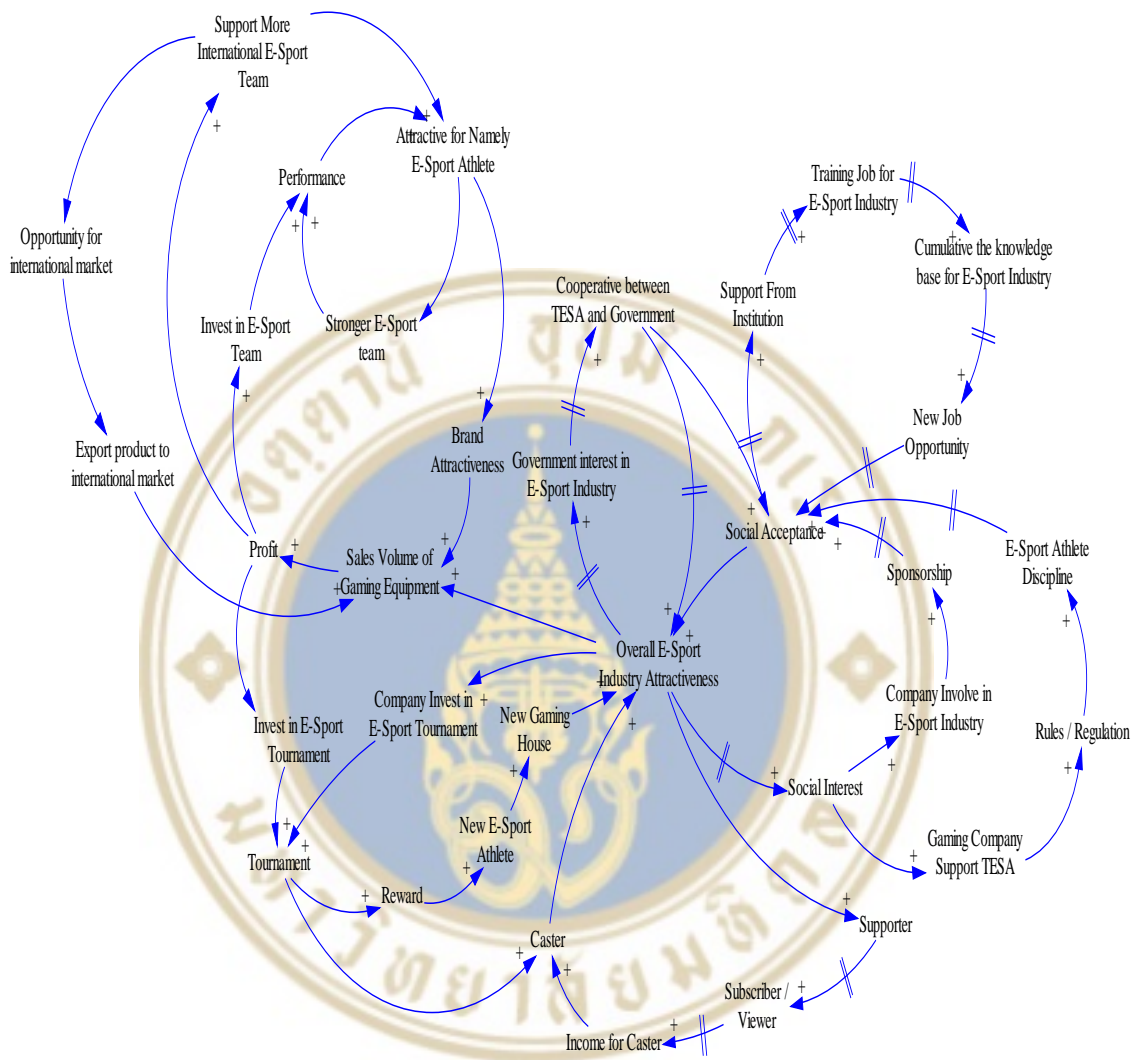 Support More
International E-Sport
Team
Attractive for Namely
E-Sport Athlete
Performance
Training Job for
E-Sport Industry
Opportunity for
international market
Cumulative the knowledge
base for E-Sport Industry
Cooperative between
TESA and Government
Support From
Institution
Invest in E-Sport
Team
Stronger E-Sport
team
New Job
Opportunity
Brand
Attractiveness
Export product to
international market
Government interest in
E-Sport Industry
Profit
Sales Volume of
Gaming Equipment
Social Acceptance
E-Sport Athlete
Discipline
Sponsorship
Overall E-Sport
Industry Attractiveness
Company Invest in
E-Sport Tournament
New Gaming
House
Company Involve in
E-Sport Industry
Invest in E-Sport
Tournament
Rules / Regulation
Social Interest
New E-Sport
Athlete
Gaming Company
Support TESA
Tournament
Reward
Supporter
Caster
Subscriber /
Viewer
Income for Caster